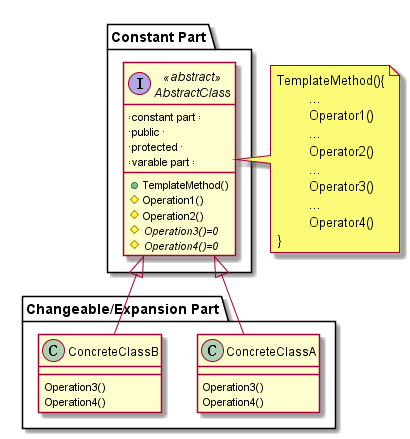 Constant Part
I
«abstract»
AbstractClass
constant part
public
protected
varable part
TemplateMethod()
Operation1()
Operation2()
Operation3()=0
Operation4()=0
TemplateMethod(){
...
Operator1()
...
Operator2()
...
Operator3()
...
Operator4()
}
Changeable/Expansion Part
C ConcreteClassB
Operation3()
Operation4()
C ConcreteClassA
Operation3()
Operation4()